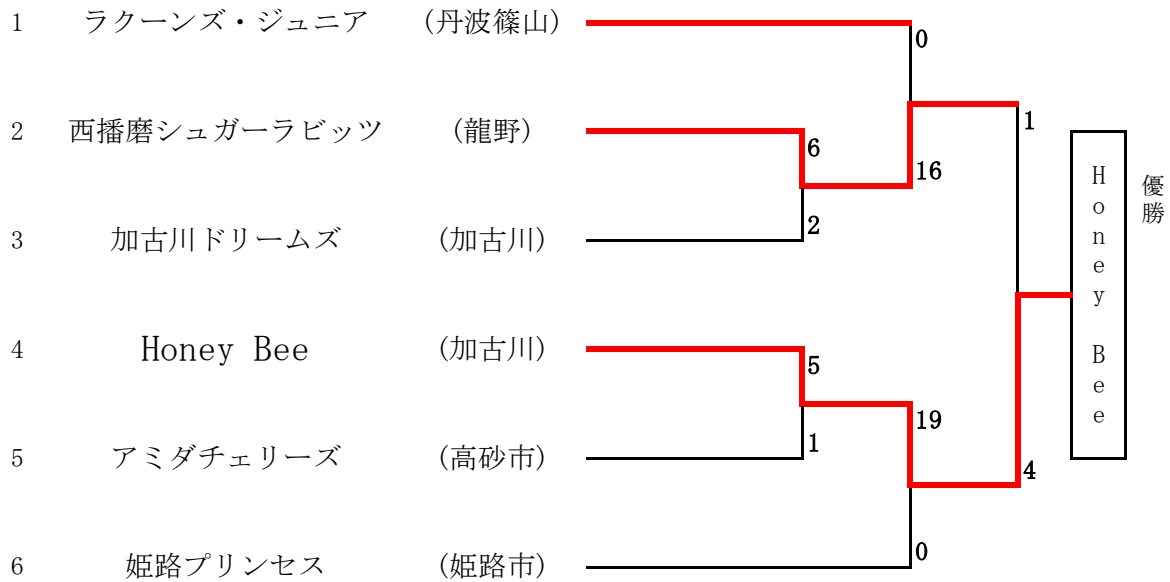 1 ラクーンズ・ジュニア (丹波篠山)
0
1
2 西播磨シュガーラビッツ (龍野)
6
16
優勝
3 加古川ドリームズ (加古川)
2
Honey Bee
4 Honey Bee (加古川)
5
19
5 アミダチェリーズ (高砂市)
1
4
6 姫路プリンセス (姫路市)
0